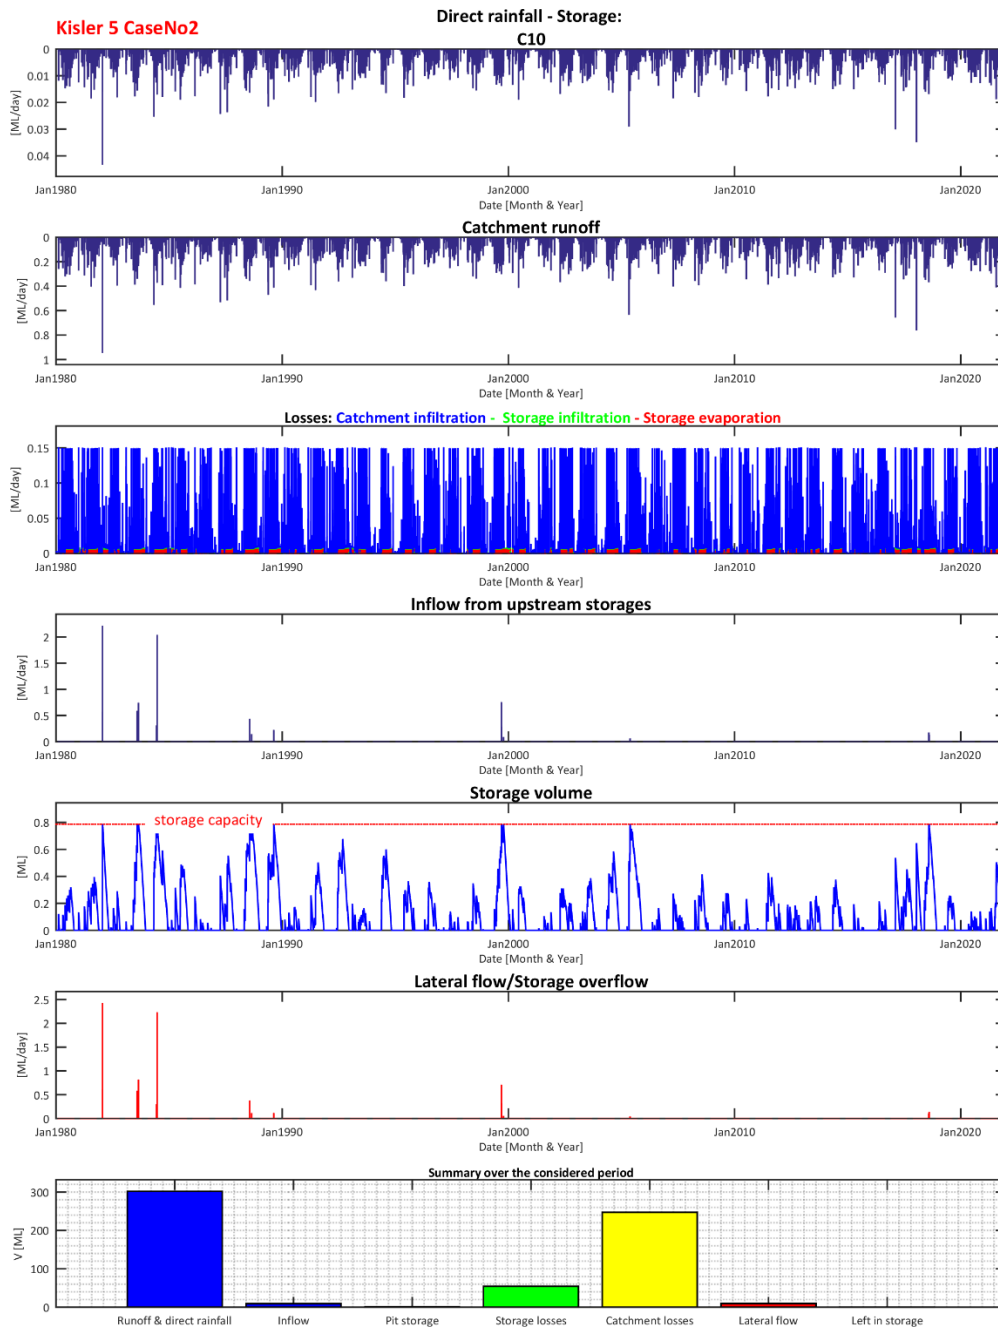 Direct rainfall - Storage:
Kisler 5 CaseNo2
C10
0
0.01
0.02
0.03
0.04
[ML/day]
Jan1980 Jan1990 Jan2000 Jan2010 Jan2020
Date [Month & Year]
Catchment runoff
0
0.2
0.4
0.6
0.8
1
[ML/day]
Jan1980 Jan1990 Jan2000 Jan2010 Jan2020
Date [Month & Year]
Losses: Catchment infiltration - Storage infiltration - Storage evaporation
0.15
0.1
0.05
0
[ML/day]
Jan1980 Jan1990 Jan2000 Jan2010 Jan2020
Date [Month & Year]
Inflow from upstream storages
2
1.5
1
0.5
0
[ML/day]
Jan1980 Jan1990 Jan2000 Jan2010 Jan2020
Date [Month & Year]
Storage volume
storage capacity
0.8
0.6
0.4
0.2
0
[ML]
Jan1980 Jan1990 Jan2000 Jan2010 Jan2020
Date [Month & Year]
Lateral flow/Storage overflow
2.5
2
1.5
1
0.5
0
[ML/day]
Jan1980 Jan1990 Jan2000 Jan2010 Jan2020
Date [Month & Year]
Summary over the considered period
300
200
100
0
V [ML]
Runoff & direct rainfall Inflow Pit storage Storage losses Catchment losses Lateral flow Left in storage